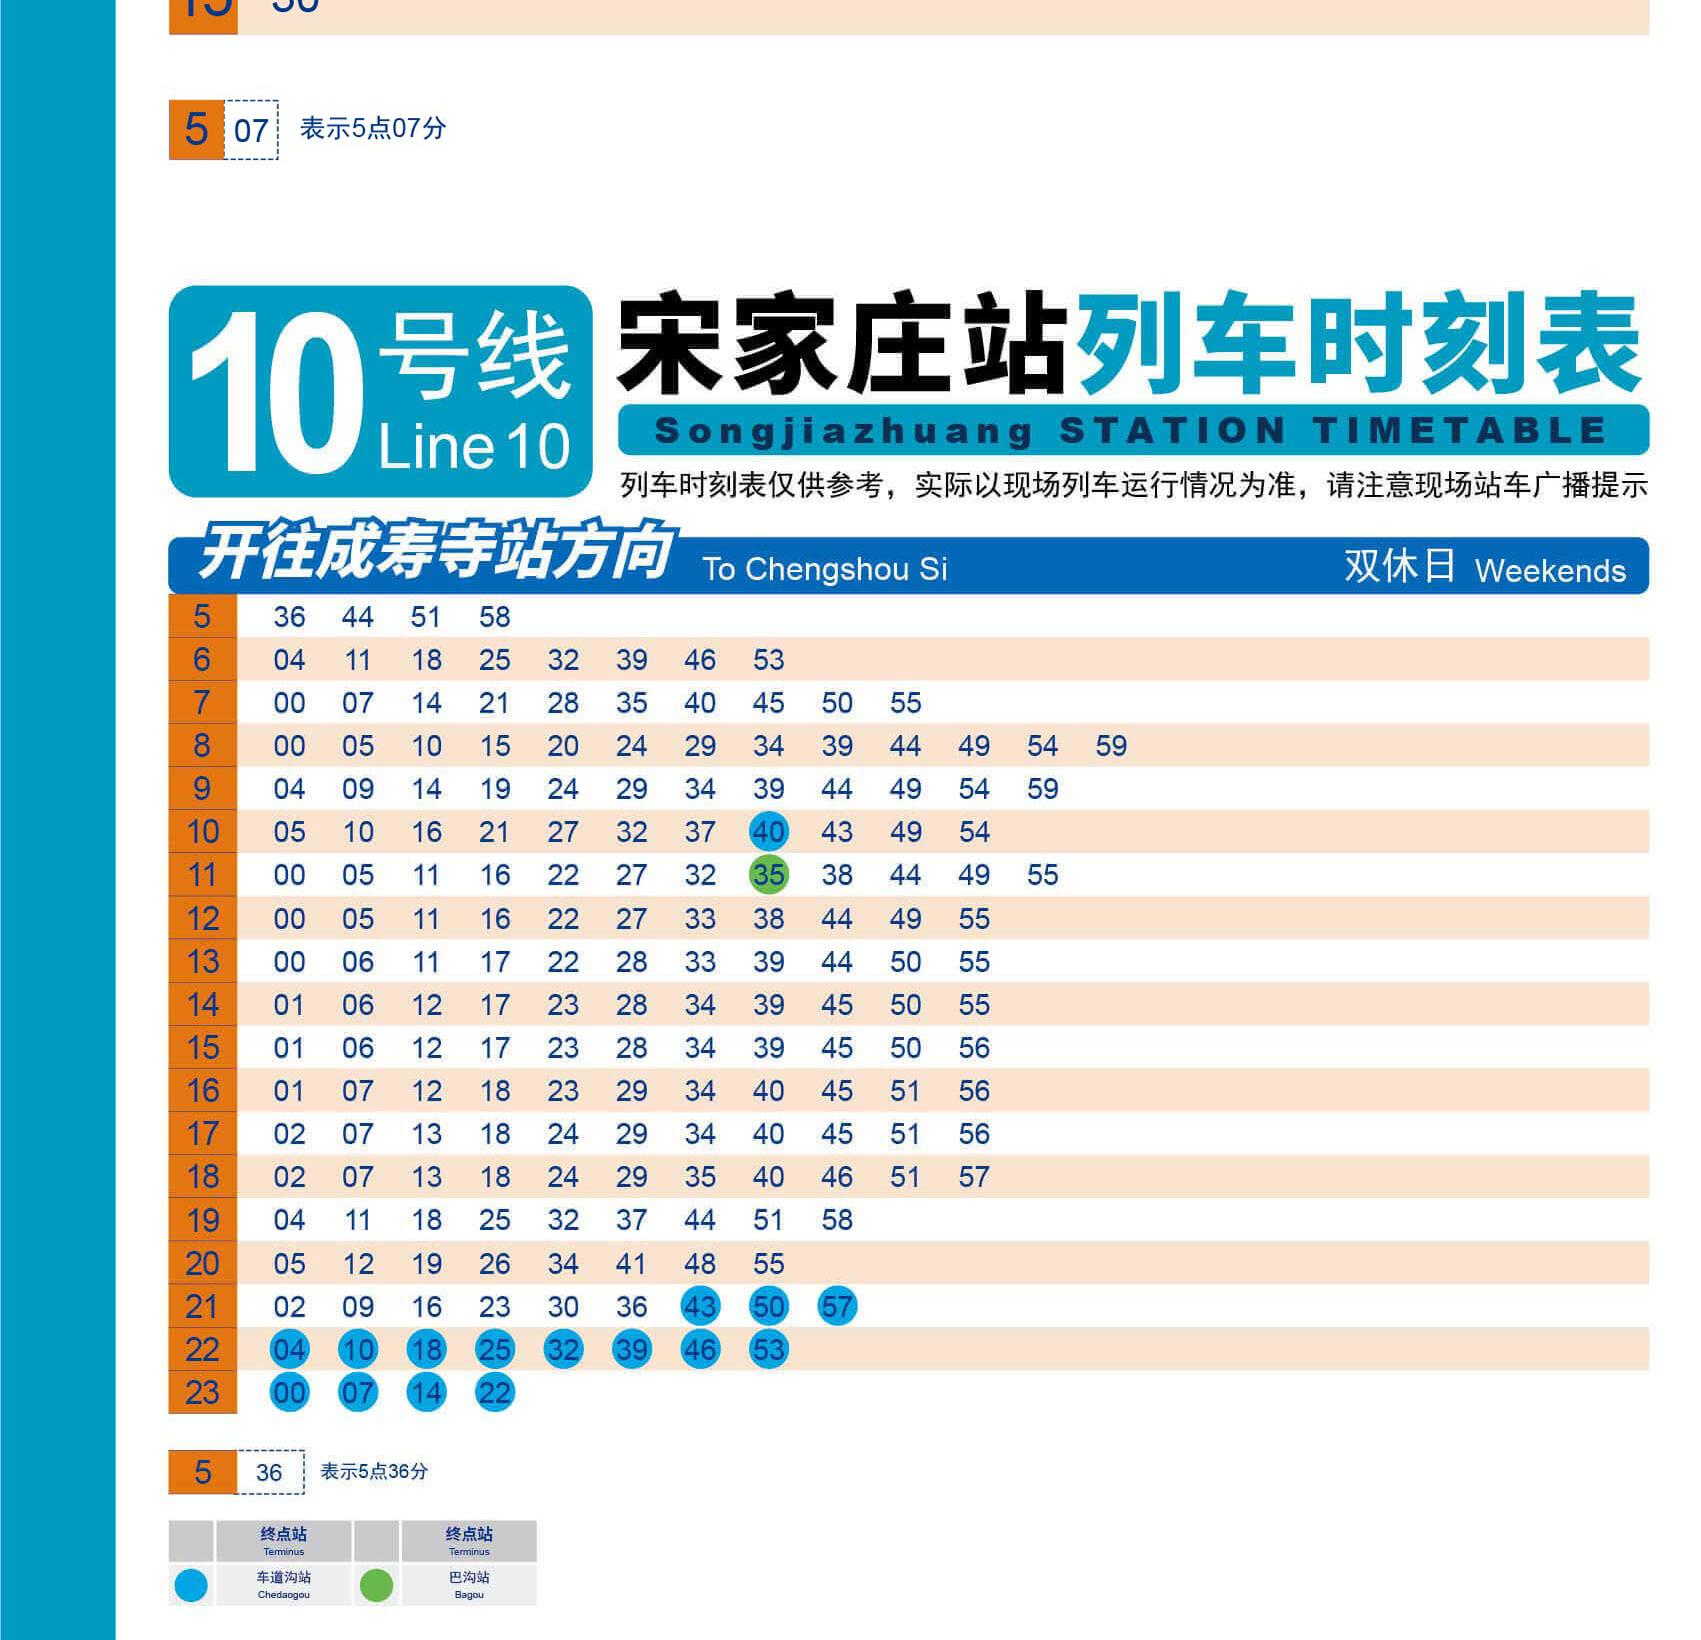 15 30
5 07 表示5点07分
10号线 Line 10
宋家庄站列车时刻表
Songjiazhuang STATION TIMETABLE
列车时刻表仅供参考，实际以现场列车运行情况为准，请注意现场站车广播提示
开往成寿寺站方向 To Chengshou Si 双休日 Weekends
5 36 44 51 58
6 04 11 18 25 32 39 46 53
7 00 07 14 21 28 35 40 45 50 55
8 00 05 10 15 20 24 29 34 39 44 49 54 59
9 04 09 14 19 24 29 34 39 44 49 54 59
10 05 10 16 21 27 32 37 40 43 49 54
11 00 05 11 16 22 27 32 35 38 44 49 55
12 00 05 11 16 22 27 33 38 44 49 55
13 00 06 11 17 22 28 33 39 44 50 55
14 01 06 12 17 23 28 34 39 45 50 55
15 01 06 12 17 23 28 34 39 45 50 56
16 01 07 12 18 23 29 34 40 45 51 56
17 02 07 13 18 24 29 34 40 45 51 56
18 02 07 13 18 24 29 35 40 46 51 57
19 04 11 18 25 32 37 44 51 58
20 05 12 19 26 34 41 48 55
21 02 09 16 23 30 36 43 50 57
22 04 10 18 25 32 39 46 53
23 00 07 14 22
5 36 表示5点36分
终点站 终点站
Terminus Terminus
车道沟站 巴沟站
Chedaogou Bagou